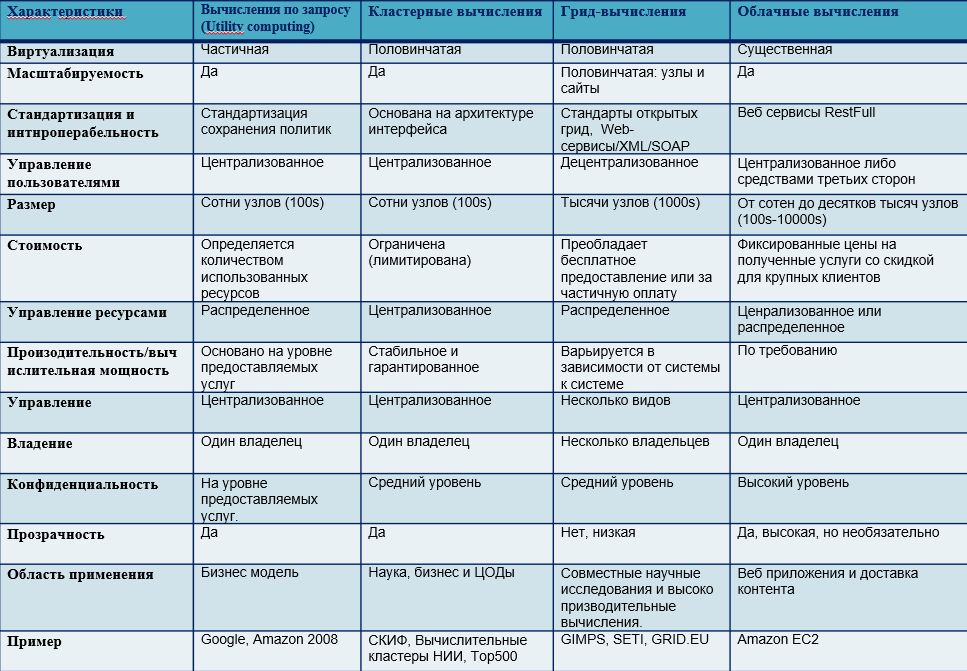 Характеристики
Вычисления по запросу
(Utility computing)
Кластерные вычисления
Грид-вычисления
Облачные вычисления
Виртуализация
Частичная
Половинчатая
Половинчатая
Существенная
Масштабируемость
Да
Да
Половинчатая: узлы и
сайты
Да
Стандартизация и
интнроперабельность
Стандартизация
сохранения политик
Основана на архитектуре
интерфейса
Стандарты открытых
грид, Web-
сервисы/XML/SOAP
Веб сервисы RestFull
Управление
пользователями
Централизованное
Централизованное
Децентрализованное
Централизованное либо
средствами третьих сторон
Размер
Сотни узлов (100s)
Сотни узлов (100s)
Тысячи узлов (1000s)
От сотен до десятков тысяч узлов
(100s-10000s)
Стоимость
Определяется
количеством
использованных
ресурсов
Ограничена
(лимитирована)
Преобладает
бесплатное
предоставление или за
частичную оплату
Фиксированные цены на
полученные услуги со скидкой
для крупных клиентов
Управление ресурсами
Распределенное
Централизованное
Распределенное
Ценрализованное или
распределенное
Произодительность/выч
ислительная мощность
Основано на уровне
предоставляемых
услуг
Стабильное и
гарантированное
Варьируется в
зависимости от системы
к системе
По требованию
Управление
Централизованное
Централизованное
Несколько видов
Централизованное
Владение
Один владелец
Один владелец
Несколько владельцев
Один владелец
Конфиденциальность
На уровне
предоставляемых
услуг.
Средний уровень
Средний уровень
Высокий уровень
Прозрачность
Да
Да
Нет, низкая
Да, высокая, но необязательно
Область применения
Бизнес модель
Наука, бизнес и ЦОДы
Совместные научные
исследования и высоко
призводительные
вычисления.
Веб приложения и доставка
контента
Пример
Google, Amazon 2008
СКИФ, Вычислительные
кластеры НИИ, Top500
GIMPS, SETI, GRID.EU
Amazon EC2